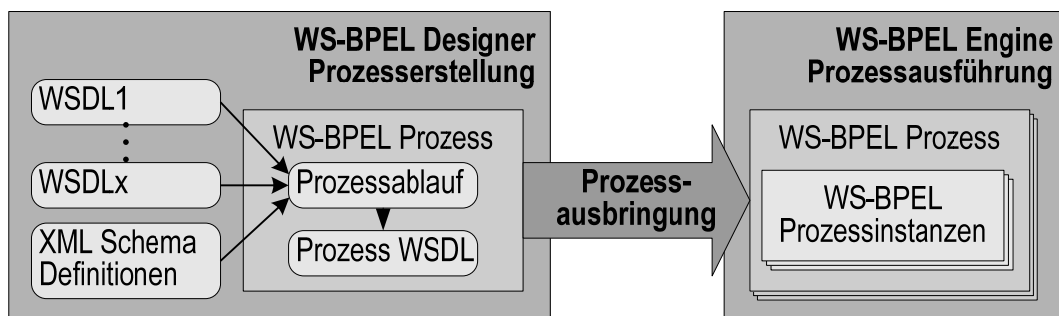 WS-BPEL Designer
Prozesserstellung
WSDL1
WSDLx
XML Schema
Definitionen
WS-BPEL Prozess
Prozessablauf
Prozess WSDL
Prozess-
ausbringung
WS-BPEL Engine
Prozessausführung
WS-BPEL Prozess
WS-BPEL
Prozessinstanzen